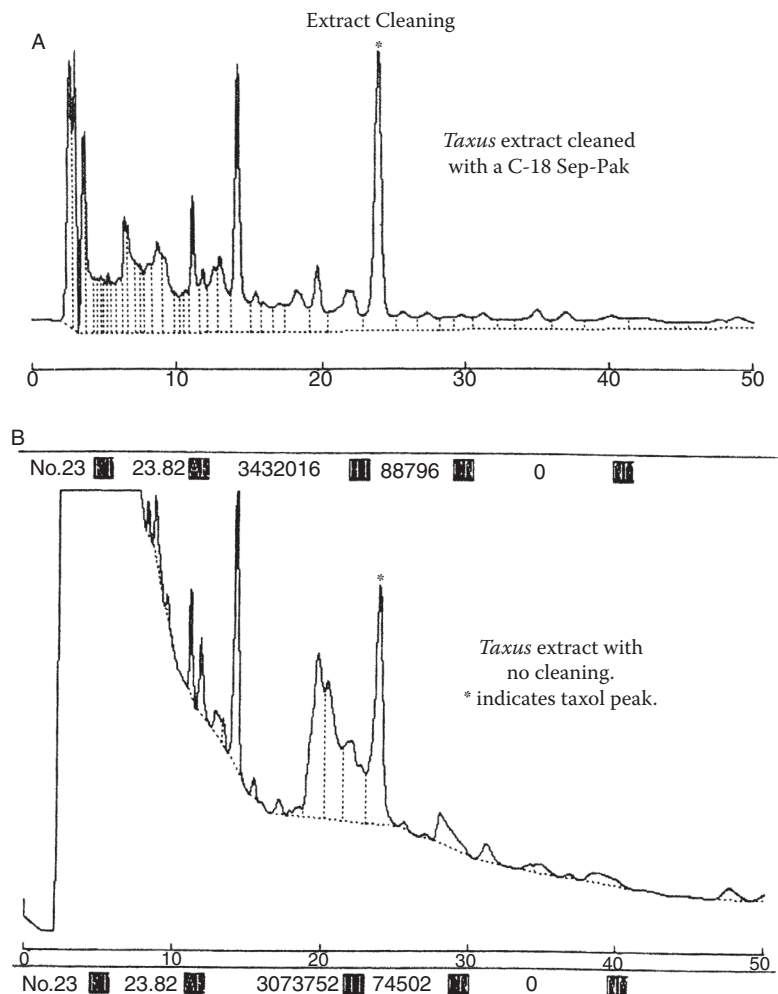 Extract Cleaning
A
*
Taxus extract cleaned
with a C-18 Sep-Pak
0 10 20 30 40 50
B
No.23 23.82 3432016 88796 0
*
Taxus extract with
no cleaning.
* indicates taxol peak.
0 10 20 30 40 50
No.23 23.82 3073752 74502 0